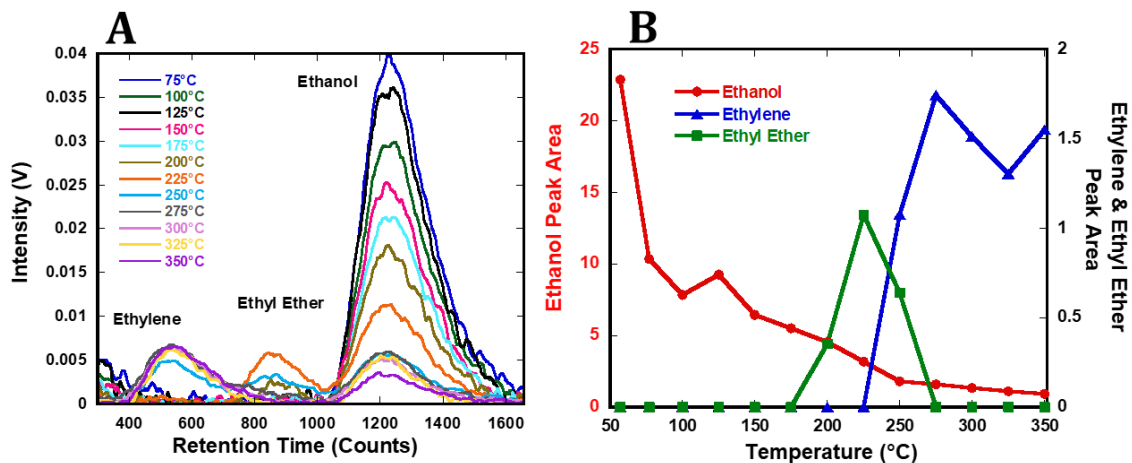 A
0.04
0.035
0.03
0.025
0.02
0.015
0.01
0.005
0
Intensity (V)
75°C
100°C
125°C
150°C
175°C
200°C
225°C
250°C
275°C
300°C
325°C
350°C
Ethanol
Ethyl Ether
Ethylene
400 600 800 1000 1200 1400 1600
Retention Time (Counts)
B
25
20
15
10
5
0
Ethanol Peak Area
Ethanol
Ethylene
Ethyl Ether
2
1.5
1
0.5
0
Ethylene & Ethyl Ether
Peak Area
50 100 150 200 250 300 350
Temperature (°C)